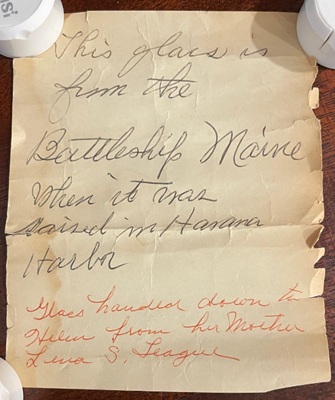 This glass is
from the
Battleship Maine
when it was
raised in Havana
Harbor
Glass handed down to
Helen from her Mother
Lena S. Teague